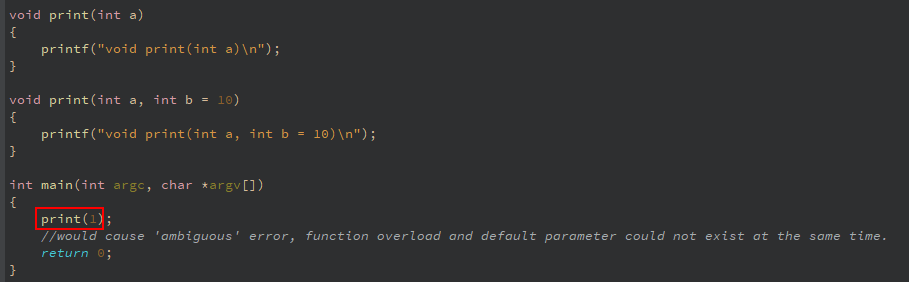 void print(int a)
{
    printf("void print(int a)\n");
}
void print(int a, int b = 10)
{
    printf("void print(int a, int b = 10)\n");
}
int main(int argc, char *argv[])
{
    print(1);
    //would cause 'ambiguous' error, function overload and default parameter could not exist at the same time.
    return 0;
}